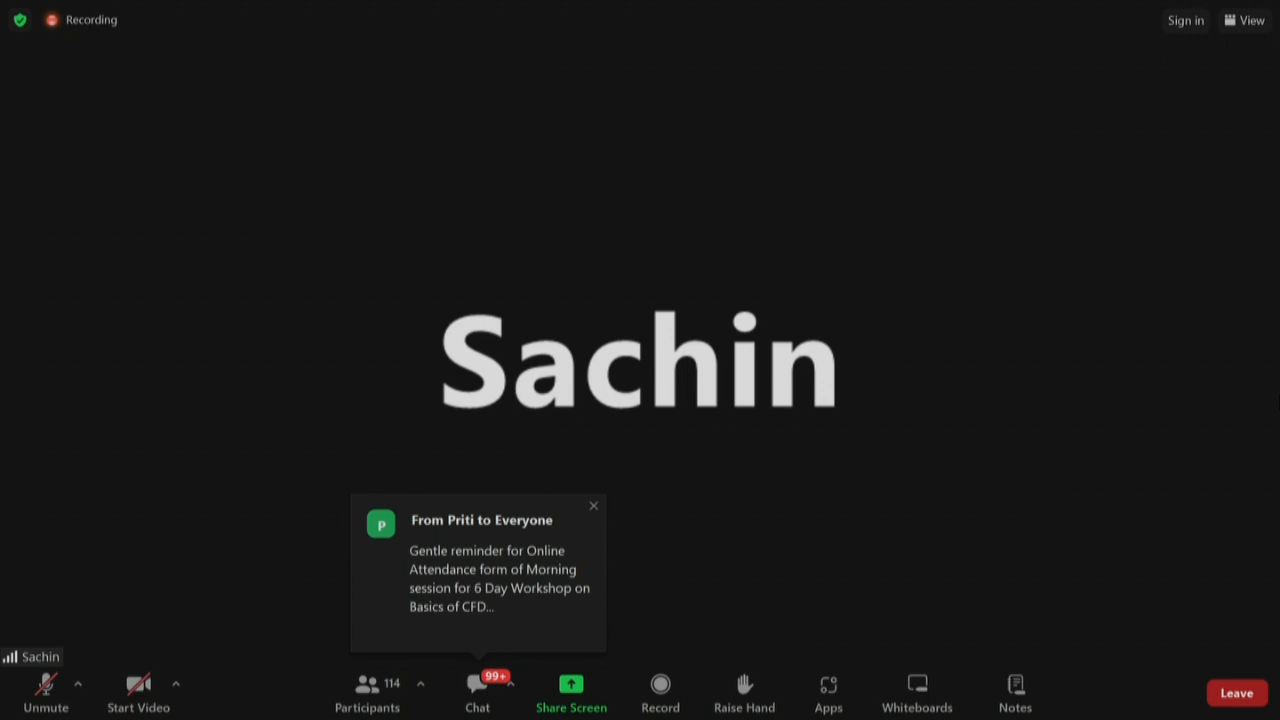 Recording
Sign in
View
Sachin
P
From Priti to Everyone
Gentle reminder for Online
Attendance form of Morning
session for 6 Day Workshop on
Basics of CFD...
Sachin
Unmute
Start Video
114
Participants
99+
Chat
Share Screen
Record
Raise Hand
Apps
Whiteboards
Notes
Leave